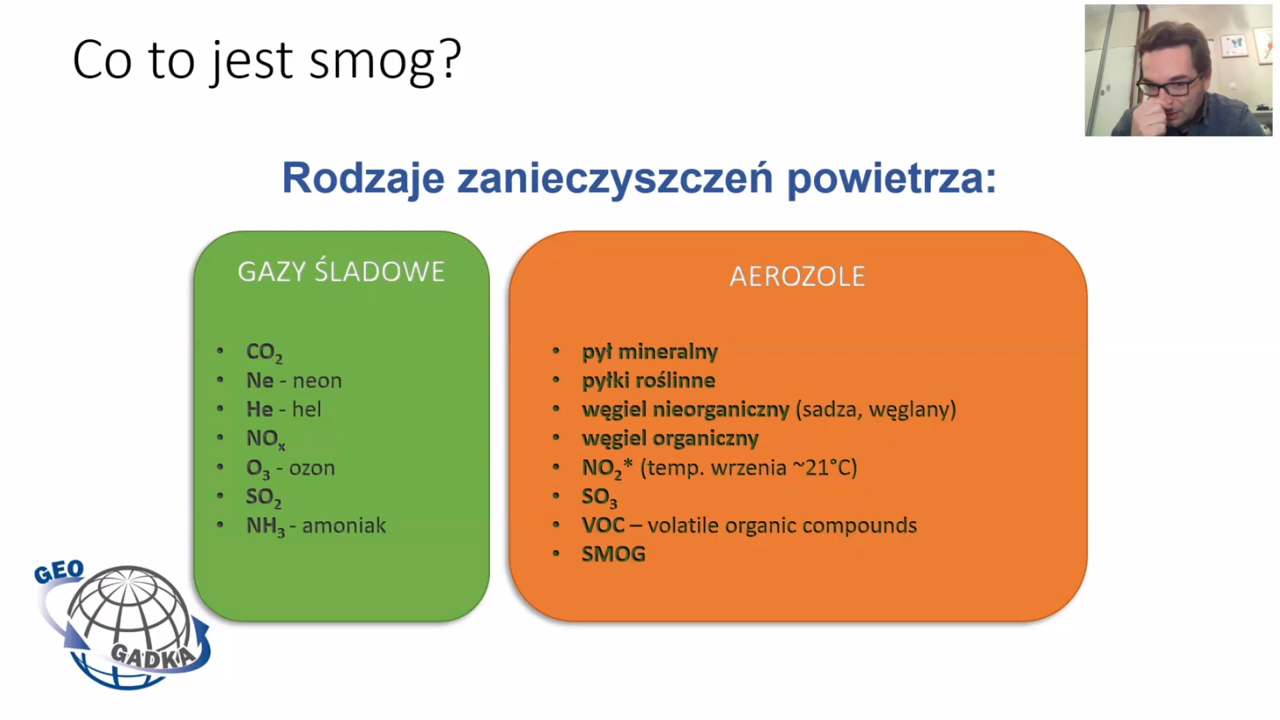 Co to jest smog?
Rodzaje zanieczyszczeń powietrza:
GAZY ŚLADOWE
• CO₂
• Ne - neon
• He - hel
• NOₓ
• O₃ - ozon
• SO₂
• NH₃ - amoniak
AEROZOLE
• pył mineralny
• pyłki roślinne
• węgiel nieorganiczny (sadza, węglany)
• węgiel organiczny
• NO₂* (temp. wrzenia ~21°C)
• SO₃
• VOC – volatile organic compounds
• SMOG
GEO
GADKA